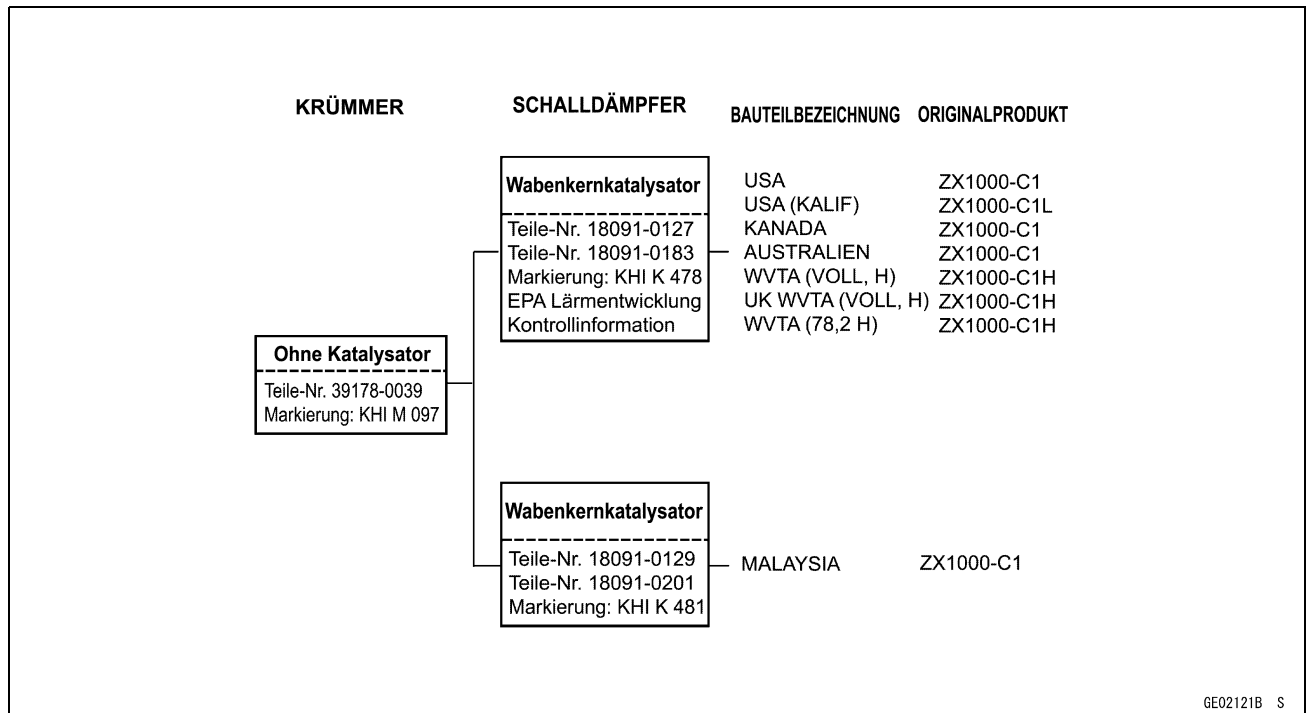 KRÜMMER
SCHALLDÄMPFER
BAUTEILBEZEICHNUNG ORIGINALPRODUKT
Ohne Katalysator
Teile-Nr. 39178-0039
Markierung: KHI M 097
Wabenkernkatalysator
Teile-Nr. 18091-0127
Teile-Nr. 18091-0183
Markierung: KHI K 478
EPA Lärmentwicklung
Kontrollinformation
USA ZX1000-C1
USA (KALIF) ZX1000-C1L
KANADA ZX1000-C1
AUSTRALIEN ZX1000-C1
WVTA (VOLL, H) ZX1000-C1H
UK WVTA (VOLL, H) ZX1000-C1H
WVTA (78,2 H) ZX1000-C1H
Wabenkernkatalysator
Teile-Nr. 18091-0129
Teile-Nr. 18091-0201
Markierung: KHI K 481
MALAYSIA ZX1000-C1
GE02121B S